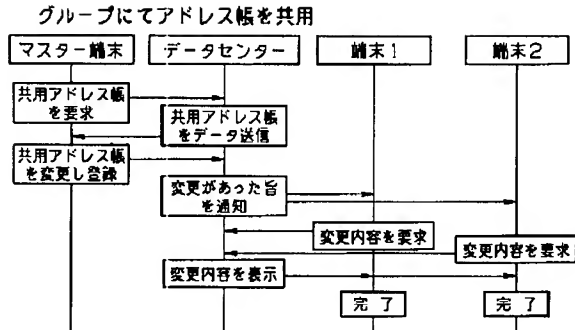 グループにてアドレス帳を共用
マスター端末 データセンター 端末1 端末2
共用アドレス帳
を要求
共用アドレス帳
をデータ送信
共用アドレス帳
を変更し登録
変更があった旨
を通知
変更内容を要求
変更内容を要求
変更内容を表示
完了 完了